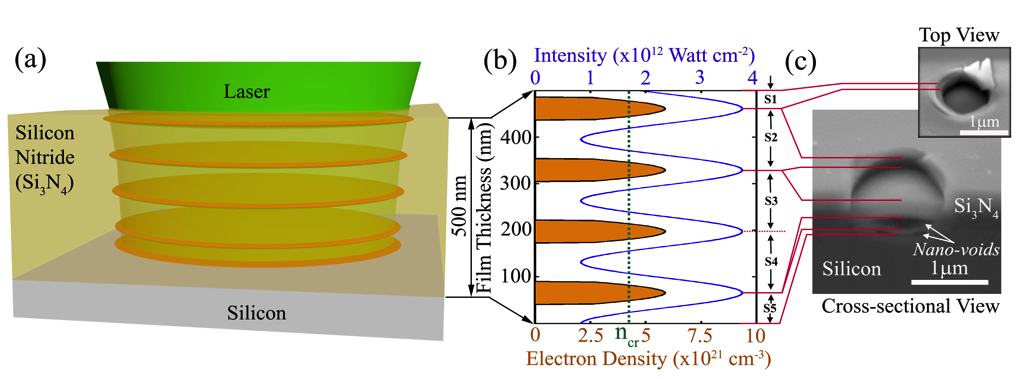 (a)
Laser
Silicon
Nitride
(Si3N4)
Silicon
500 nm
(b)
Intensity (x10^12 Watt cm^-2)
0 1 2 3 4
Film Thickness (nm)
400
300
200
100
S1
S2
S3
S4
S5
0 2.5 5 7.5 10
n_cr
Electron Density (x10^21 cm^-3)
(c)
Top View
1μm
Si3N4
Nano-voids
Silicon
1μm
Cross-sectional View